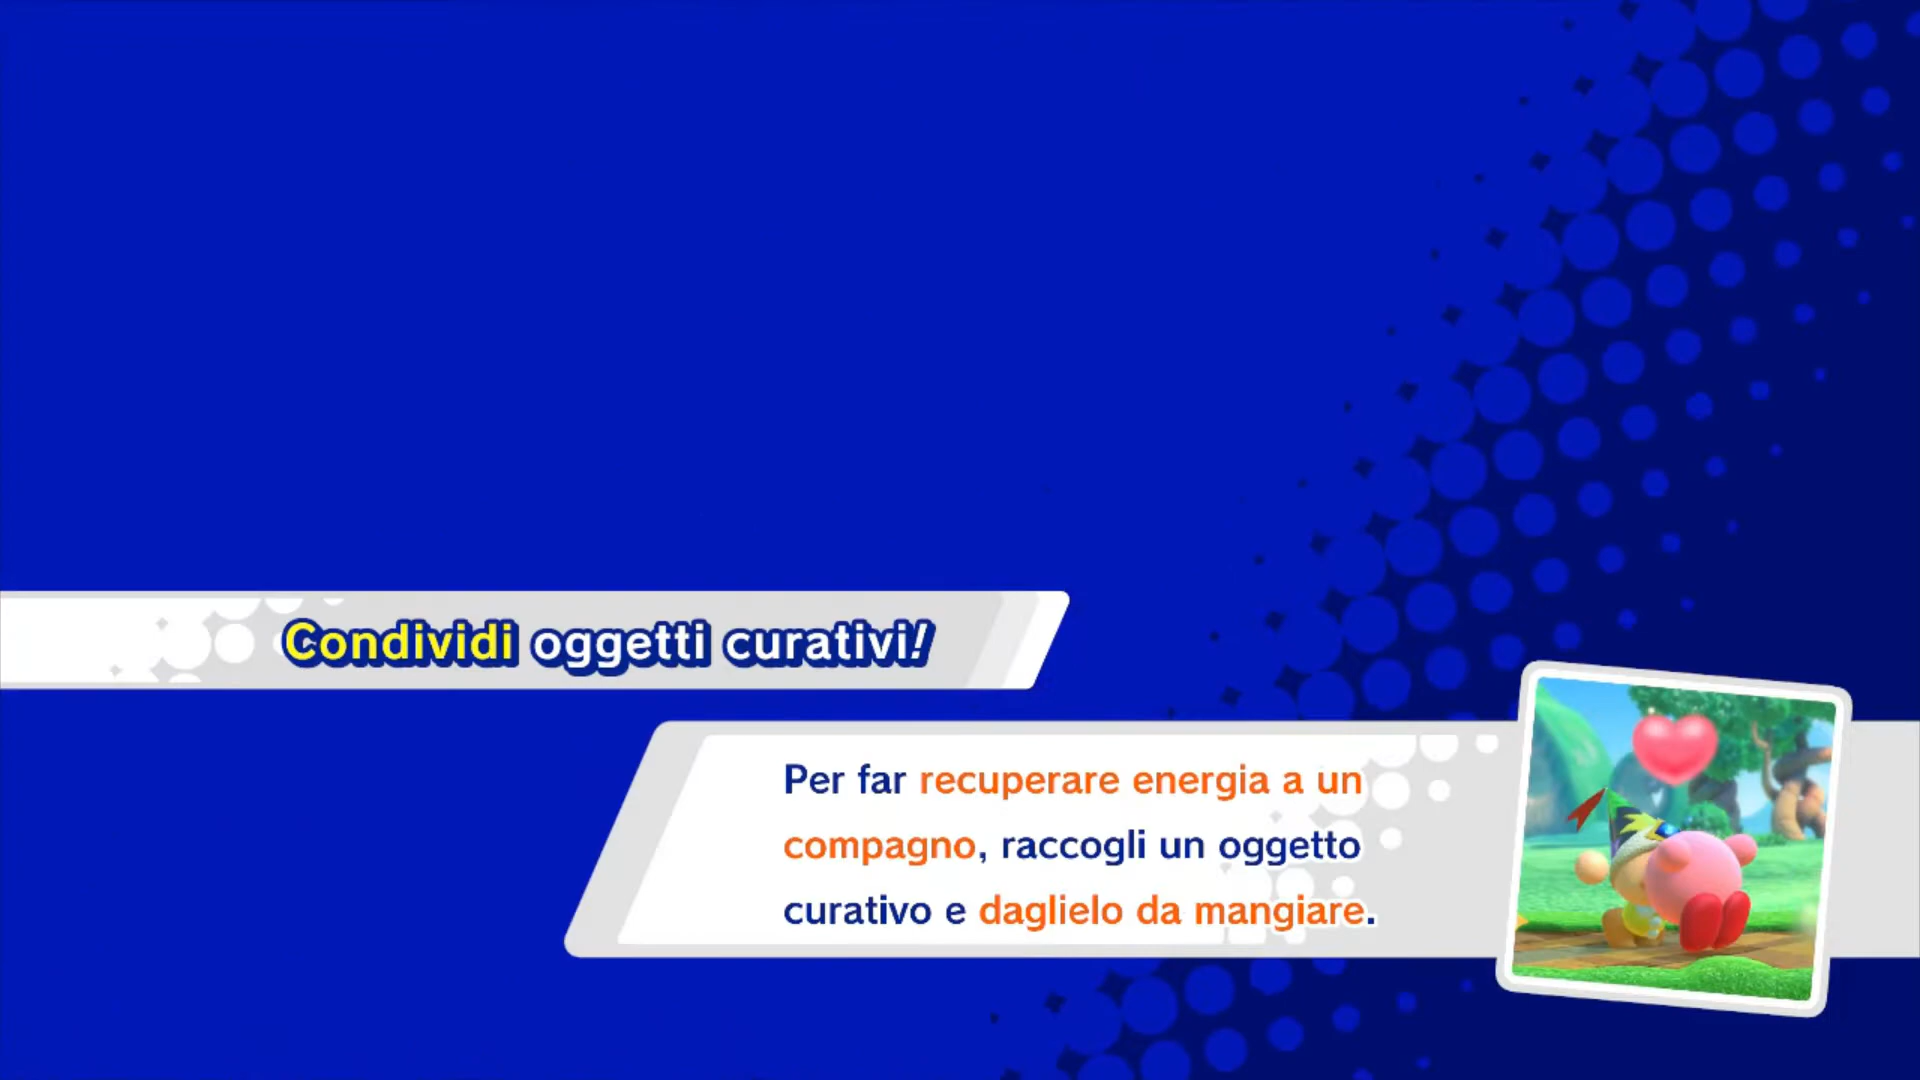 Condividi oggetti curativi!
Per far recuperare energia a un
compagno, raccogli un oggetto
curativo e daglielo da mangiare.